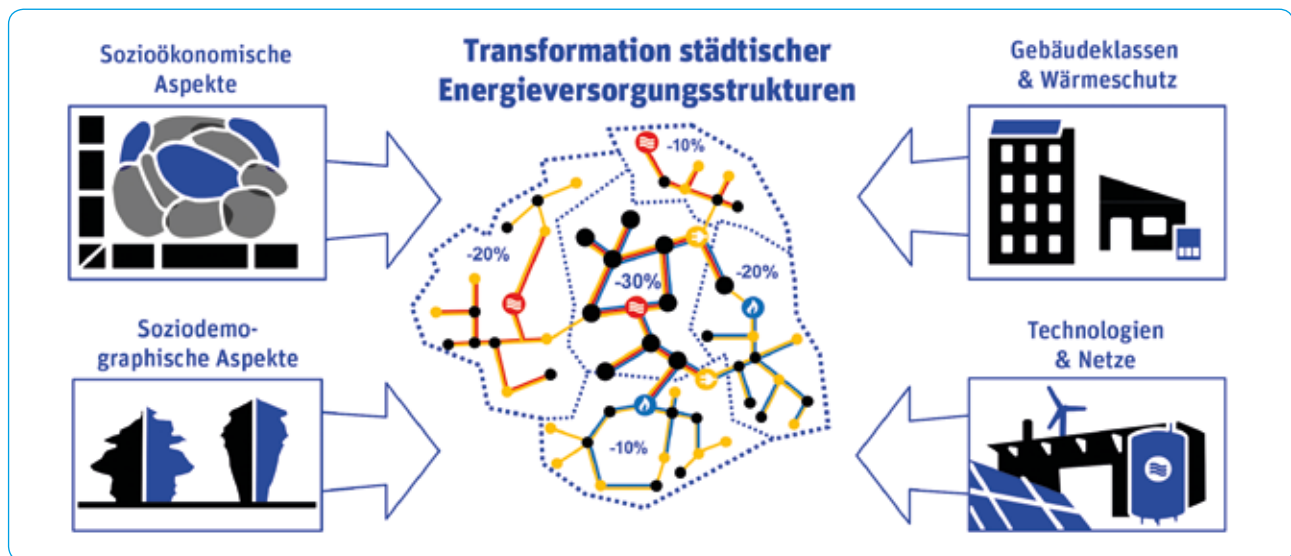 Sozioökonomische
Aspekte
Transformation städtischer
Energieversorgungsstrukturen
Gebäudeklassen
& Wärmeschutz
-10%
-20%
-30%
-20%
-10%
Soziodemo-
graphische Aspekte
Technologien
& Netze